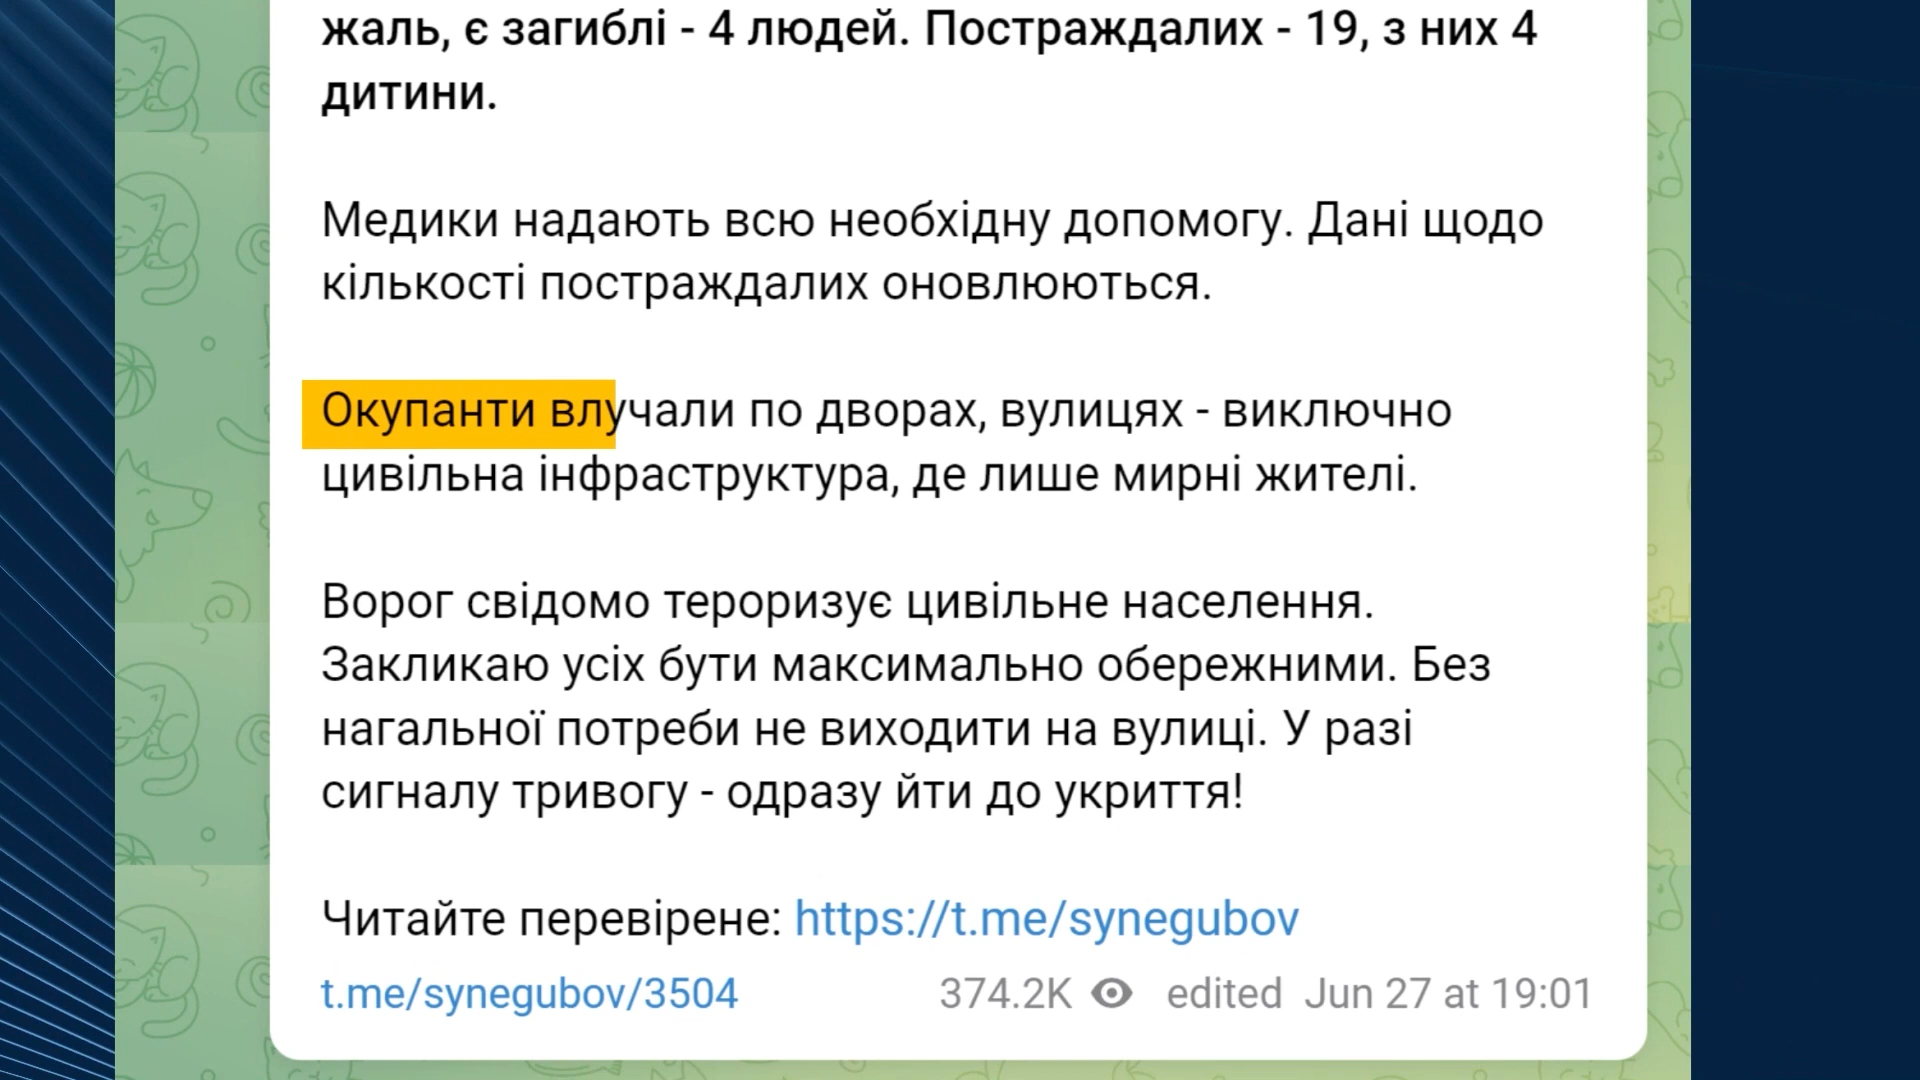 жаль, є загиблі - 4 людей. Постраждалих - 19, з них 4
дитини.
Медики надають всю необхідну допомогу. Дані щодо
кількості постраждалих оновлюються.
Окупанти влучали по дворах, вулицях - виключно
цивільна інфраструктура, де лише мирні жителі.
Ворог свідомо тероризує цивільне населення.
Закликаю усіх бути максимально обережними. Без
нагальної потреби не виходити на вулиці. У разі
сигналу тривогу - одразу йти до укриття!
Читайте перевірене: https://t.me/synegubov
t.me/synegubov/3504 374.2K edited Jun 27 at 19:01